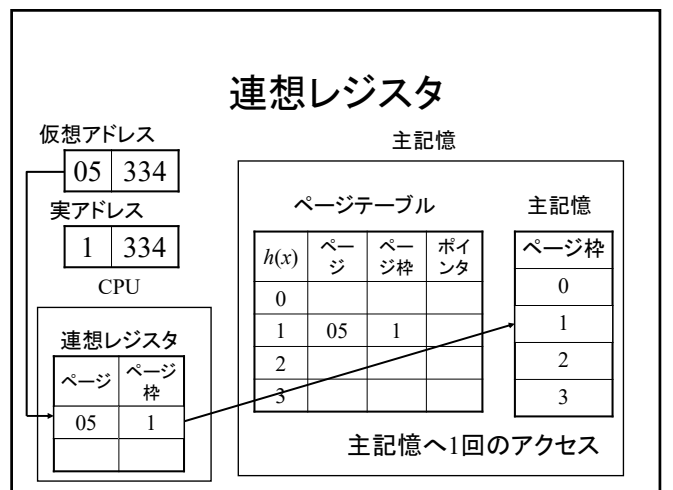 連想レジスタ
仮想アドレス
05 334
実アドレス
1 334
CPU
連想レジスタ
ページ ページ枠
05 1
主記憶
ページテーブル
h(x) ページ ページ枠 ポインタ
0
1 05 1
2
3
主記憶
ページ枠
0
1
2
3
主記憶へ1回のアクセス